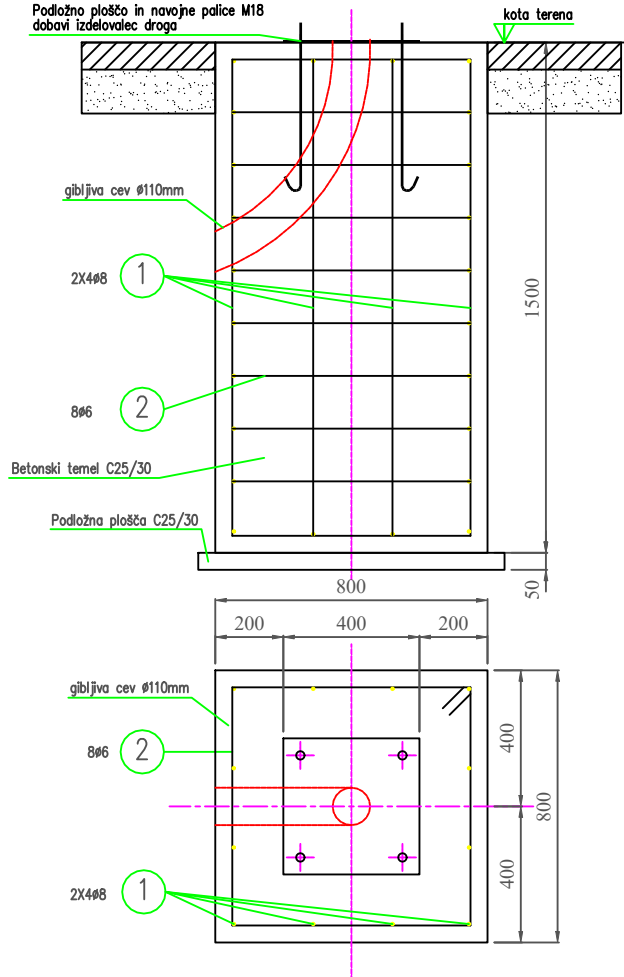 Podložno ploščo in navojne palice M18
dobavi izdelovalec droga
kota terena
gibljiva cev Ø110mm
2X4Ø8
1
1500
8Ø6
2
Betonski temel C25/30
Podložna plošča C25/30
50
800
200
400
200
gibljiva cev Ø110mm
8Ø6
2
400
800
400
2X4Ø8
1